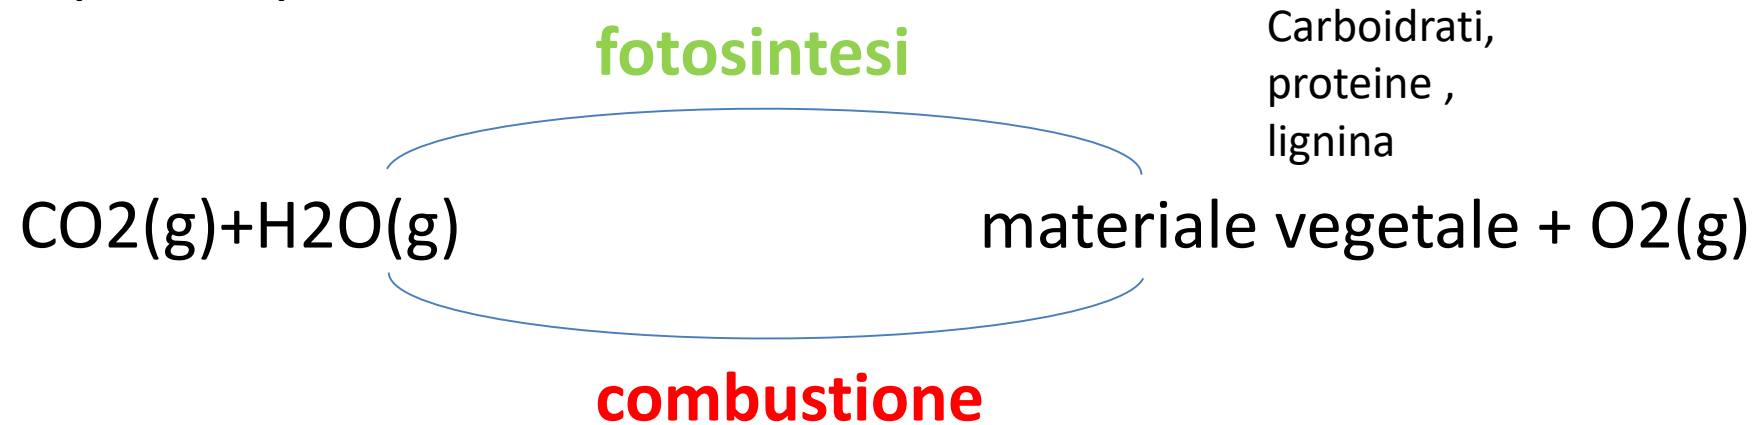 fotosintesi
Carboidrati,
proteine ,
lignina
CO2(g)+H2O(g) materiale vegetale + O2(g)
combustione